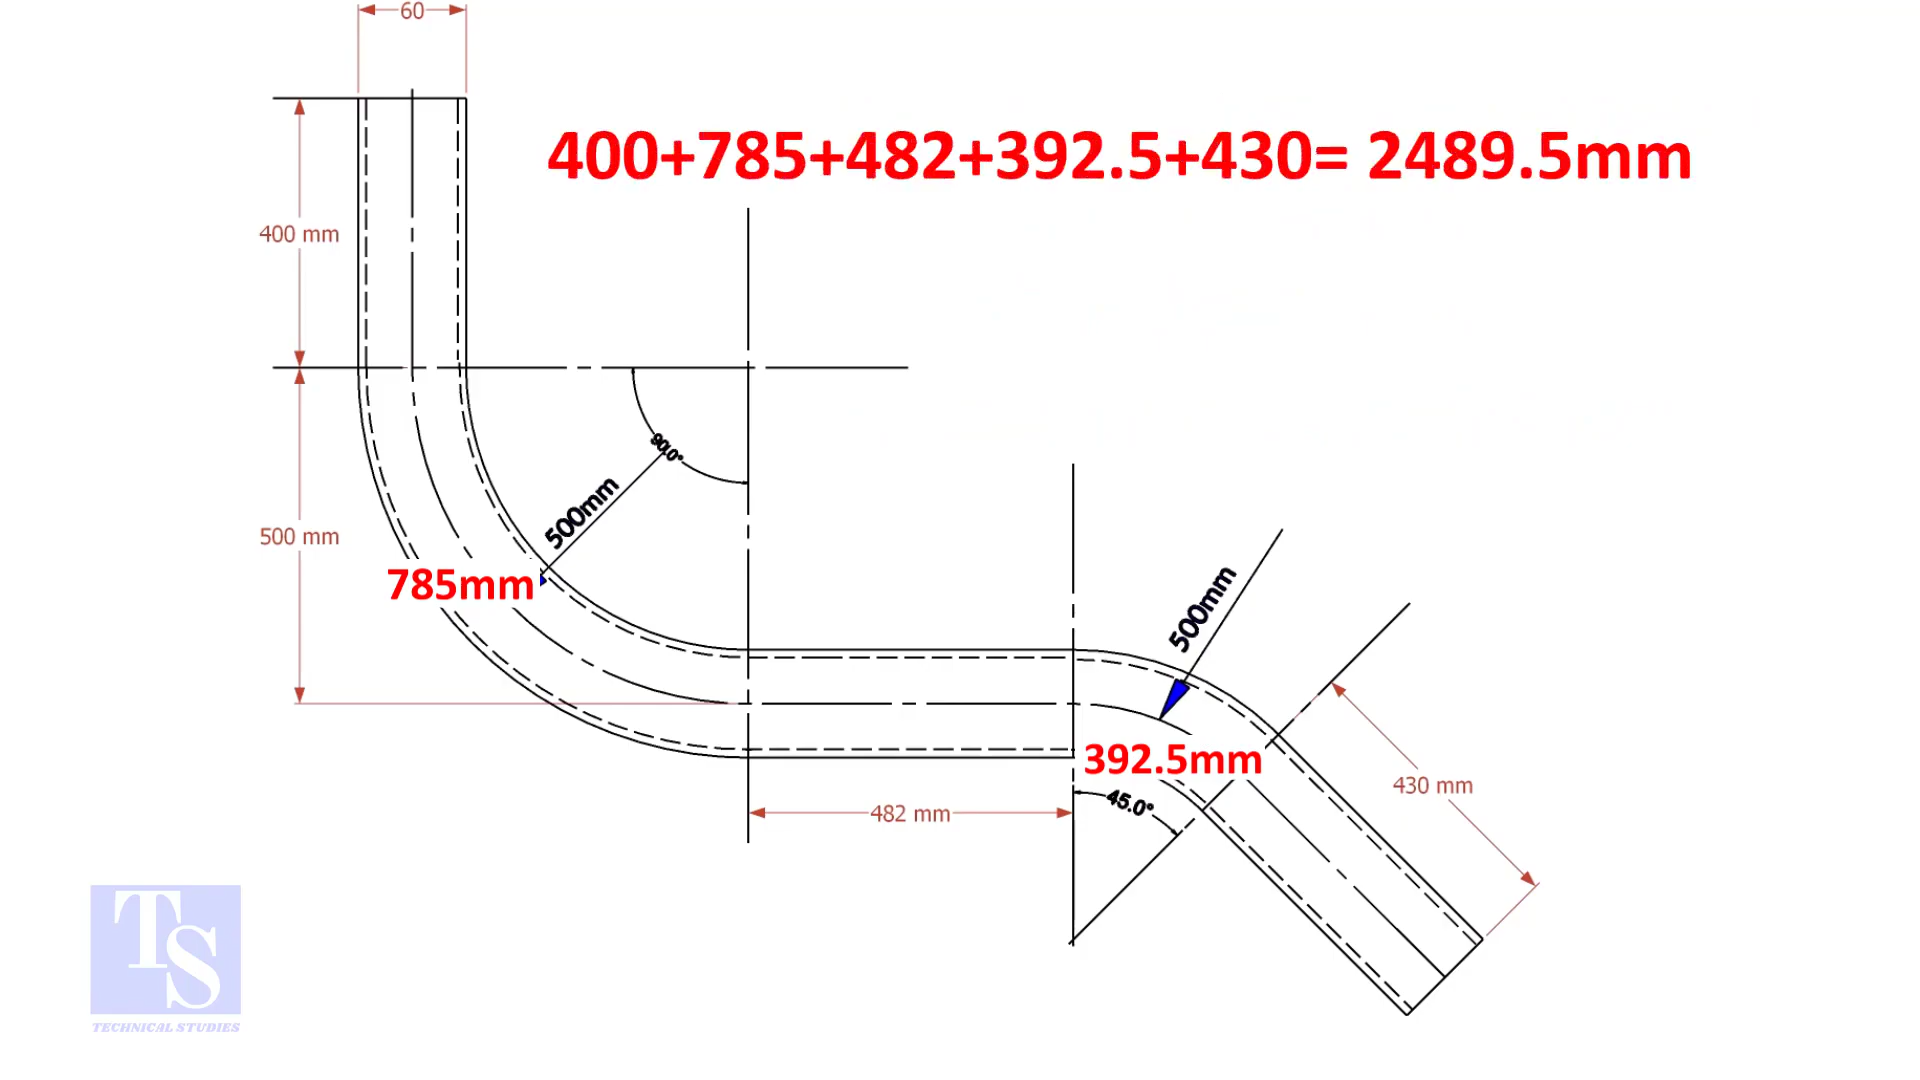 60
400+785+482+392.5+430= 2489.5mm
400 mm
90.0°
500mm
500 mm
785mm
500mm
392.5mm
430 mm
45.0°
482 mm
TS
TECHNICAL STUDIES